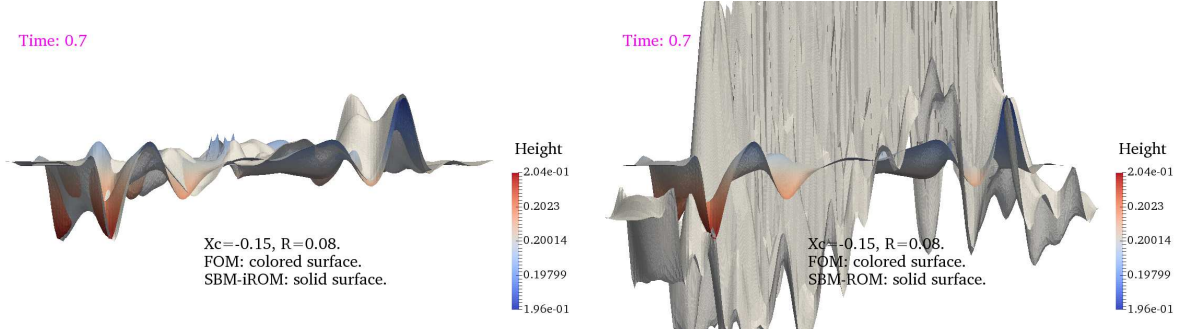 Time: 0.7
Height
2.04e-01
0.2023
0.20014
0.19799
1.96e-01
Xc=-0.15, R=0.08.
FOM: colored surface.
SBM-iROM: solid surface.
Time: 0.7
Height
2.04e-01
0.2023
0.20014
0.19799
1.96e-01
Xc=-0.15, R=0.08.
FOM: colored surface.
SBM-ROM: solid surface.